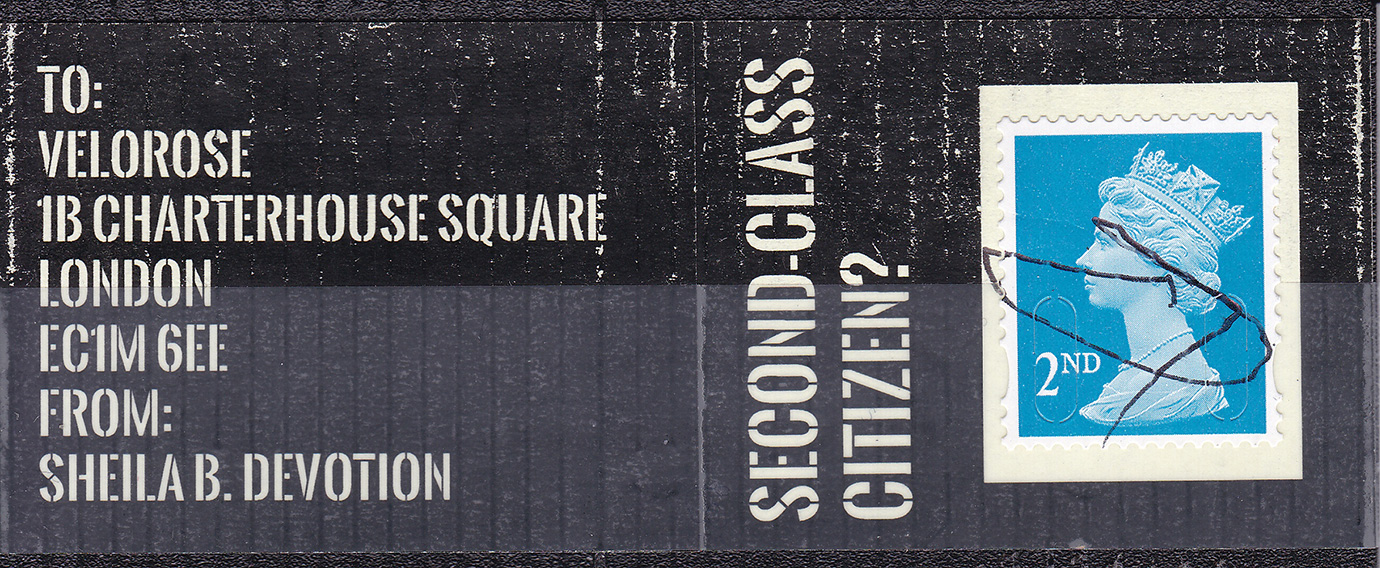 TO:
VELOROSE
1B CHARTERHOUSE SQUARE
LONDON
EC1M 6EE
FROM:
SHEILA B. DEVOTION
SECOND-CLASS
CITIZEN?
2ND